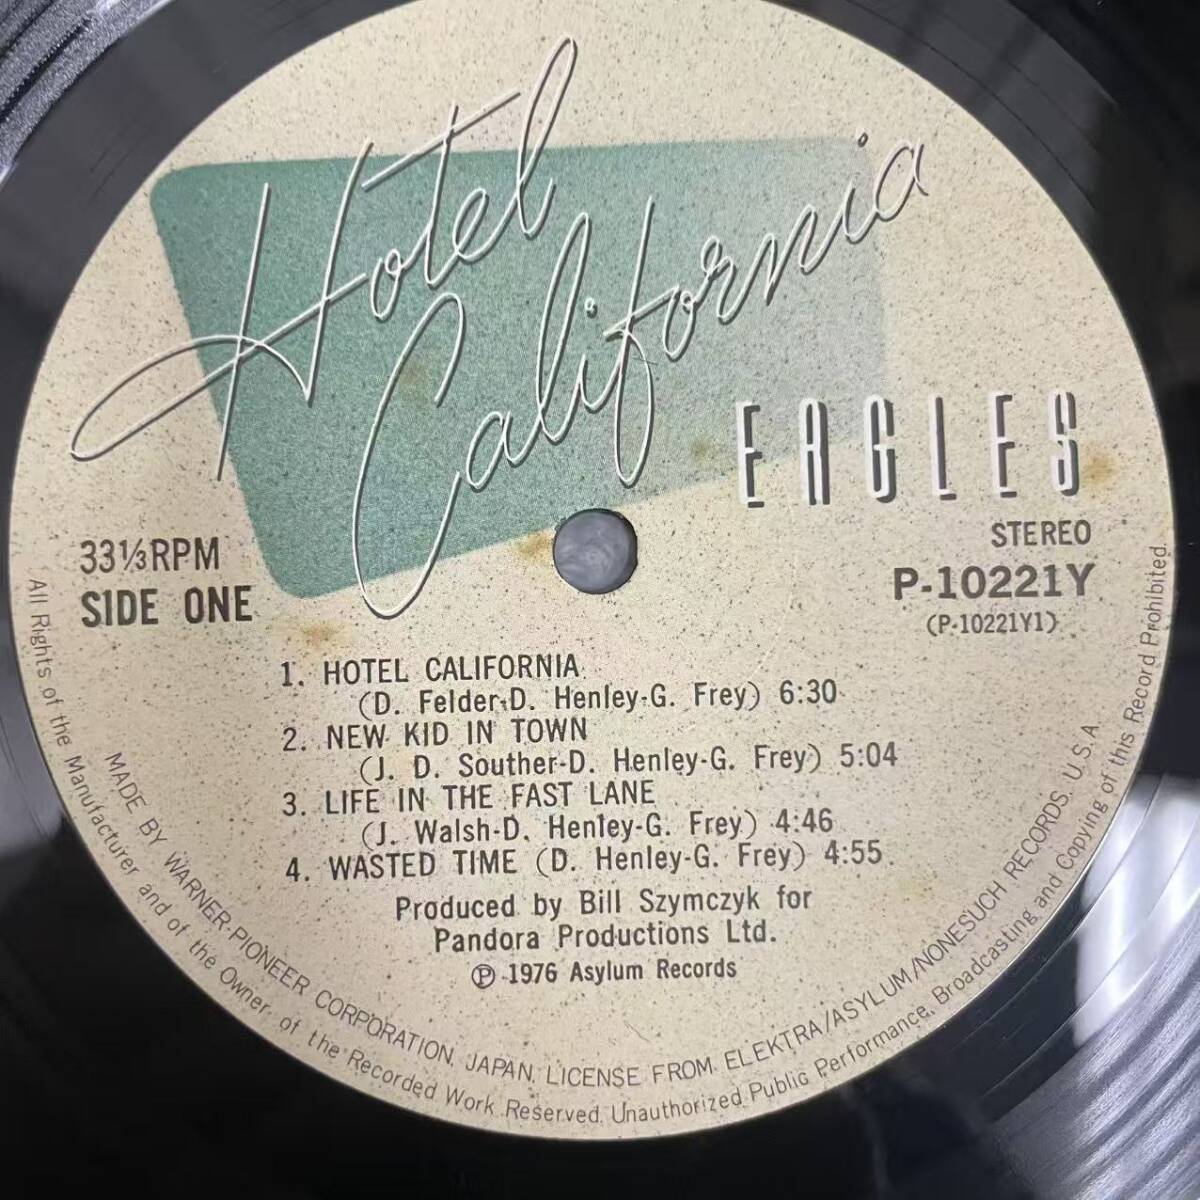 Hotel
California
EAGLES
STEREO
33⅓RPM
SIDE ONE
P-10221Y
(P-10221Y1)
1. HOTEL CALIFORNIA
(D. Felder-D. Henley-G. Frey) 6:30
2. NEW KID IN TOWN
(J. D. Souther-D. Henley-G. Frey) 5:04
3. LIFE IN THE FAST LANE
(J. Walsh-D. Henley-G. Frey) 4:46
4. WASTED TIME (D. Henley-G. Frey) 4:55
Produced by Bill Szymczyk for
Pandora Productions Ltd.
Ⓟ 1976 Asylum Records
MADE BY WARNER-PIONEER CORPORATION, JAPAN. LICENSE FROM ELEKTRA/ASYLUM/NONESUCH RECORDS, U.S.A
All Rights of the Manufacturer and of the Owner of the Recorded Work Reserved. Unauthorized Public Performance, Broadcasting and Copying of this Record Prohibited.